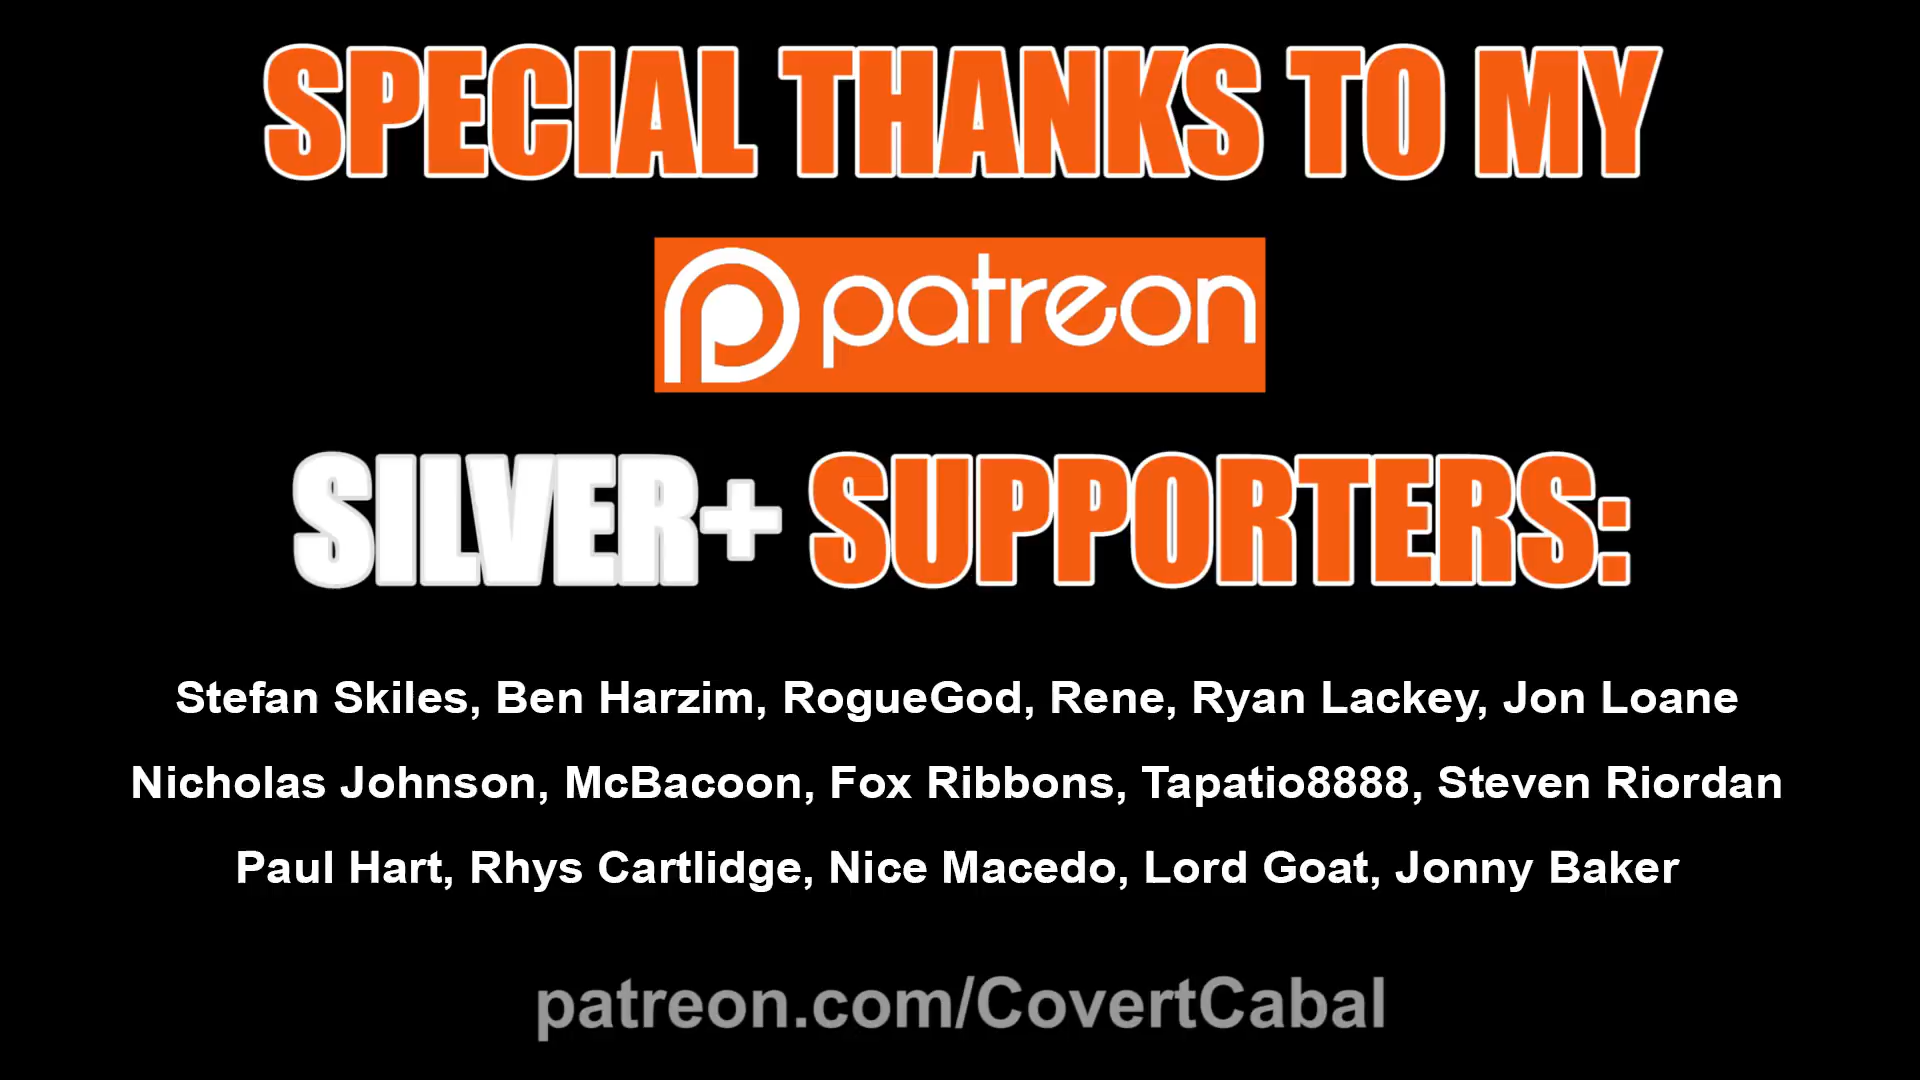 SPECIAL THANKS TO MY
patreon
SILVER+ SUPPORTERS:
Stefan Skiles, Ben Harzim, RogueGod, Rene, Ryan Lackey, Jon Loane
Nicholas Johnson, McBacoon, Fox Ribbons, Tapatio8888, Steven Riordan
Paul Hart, Rhys Cartlidge, Nice Macedo, Lord Goat, Jonny Baker
patreon.com/CovertCabal